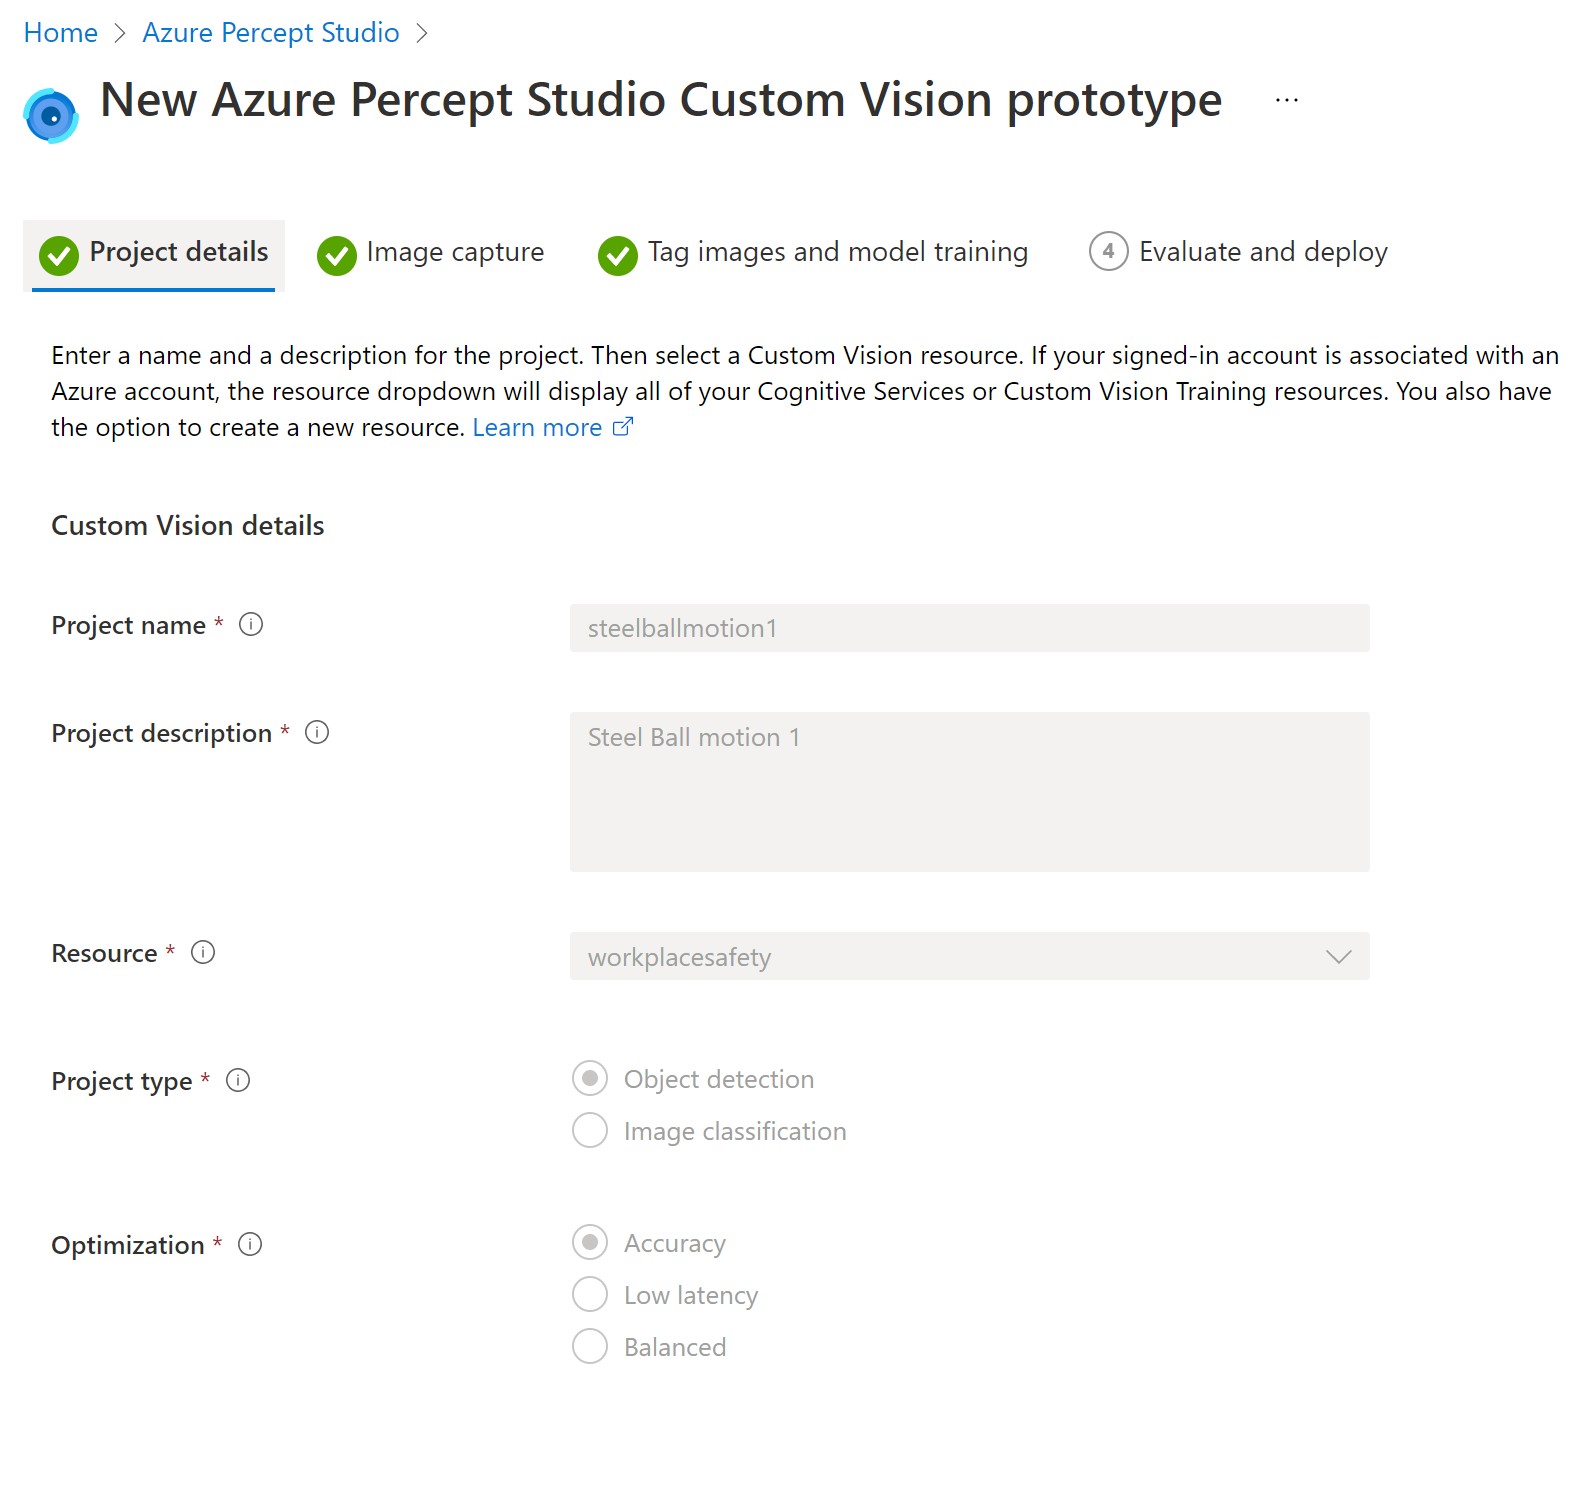 Home > Azure Percept Studio >
New Azure Percept Studio Custom Vision prototype ...
Project details
Image capture
Tag images and model training
4 Evaluate and deploy
Enter a name and a description for the project. Then select a Custom Vision resource. If your signed-in account is associated with an
Azure account, the resource dropdown will display all of your Cognitive Services or Custom Vision Training resources. You also have
the option to create a new resource. Learn more
Custom Vision details
Project name *
steelballmotion1
Project description *
Steel Ball motion 1
Resource *
workplacesafety
Project type *
Object detection
Image classification
Optimization *
Accuracy
Low latency
Balanced